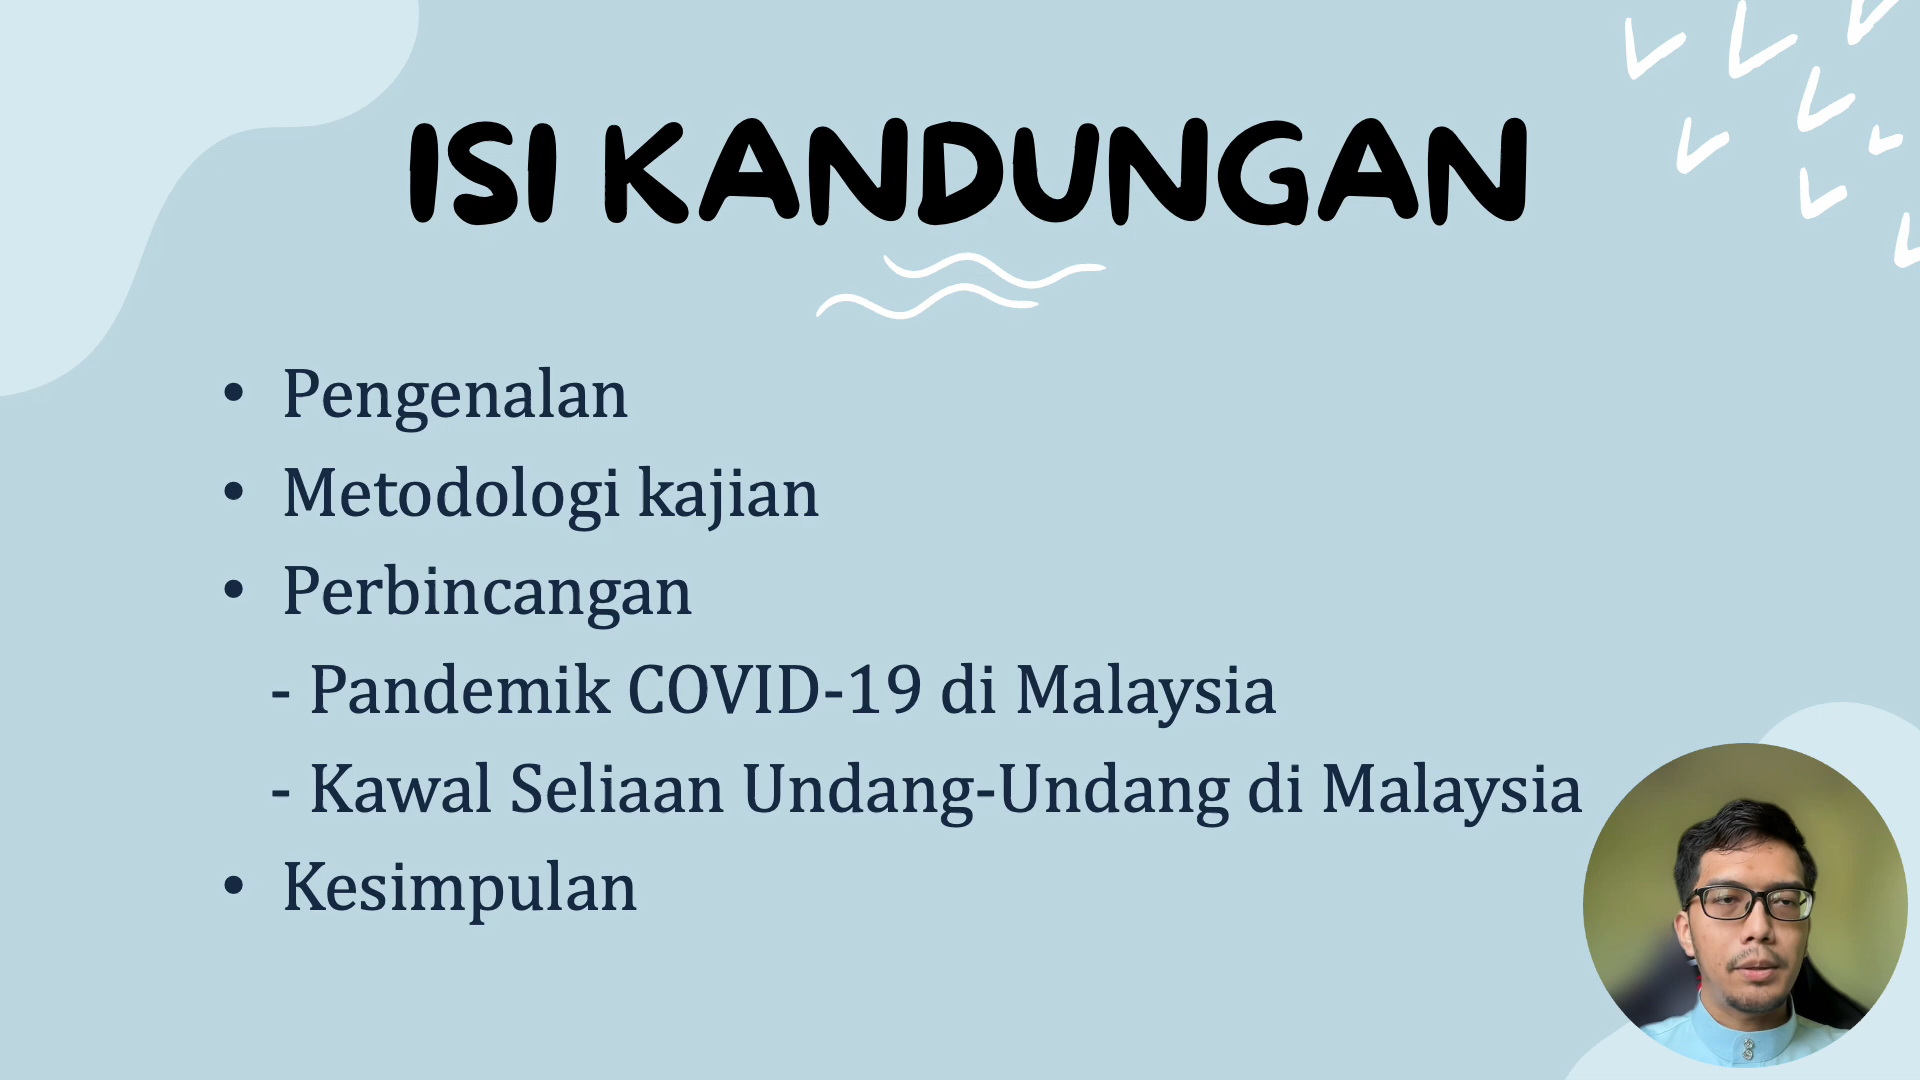 ISI KANDUNGAN
• Pengenalan
• Metodologi kajian
• Perbincangan
- Pandemik COVID-19 di Malaysia
- Kawal Seliaan Undang-Undang di Malaysia
• Kesimpulan